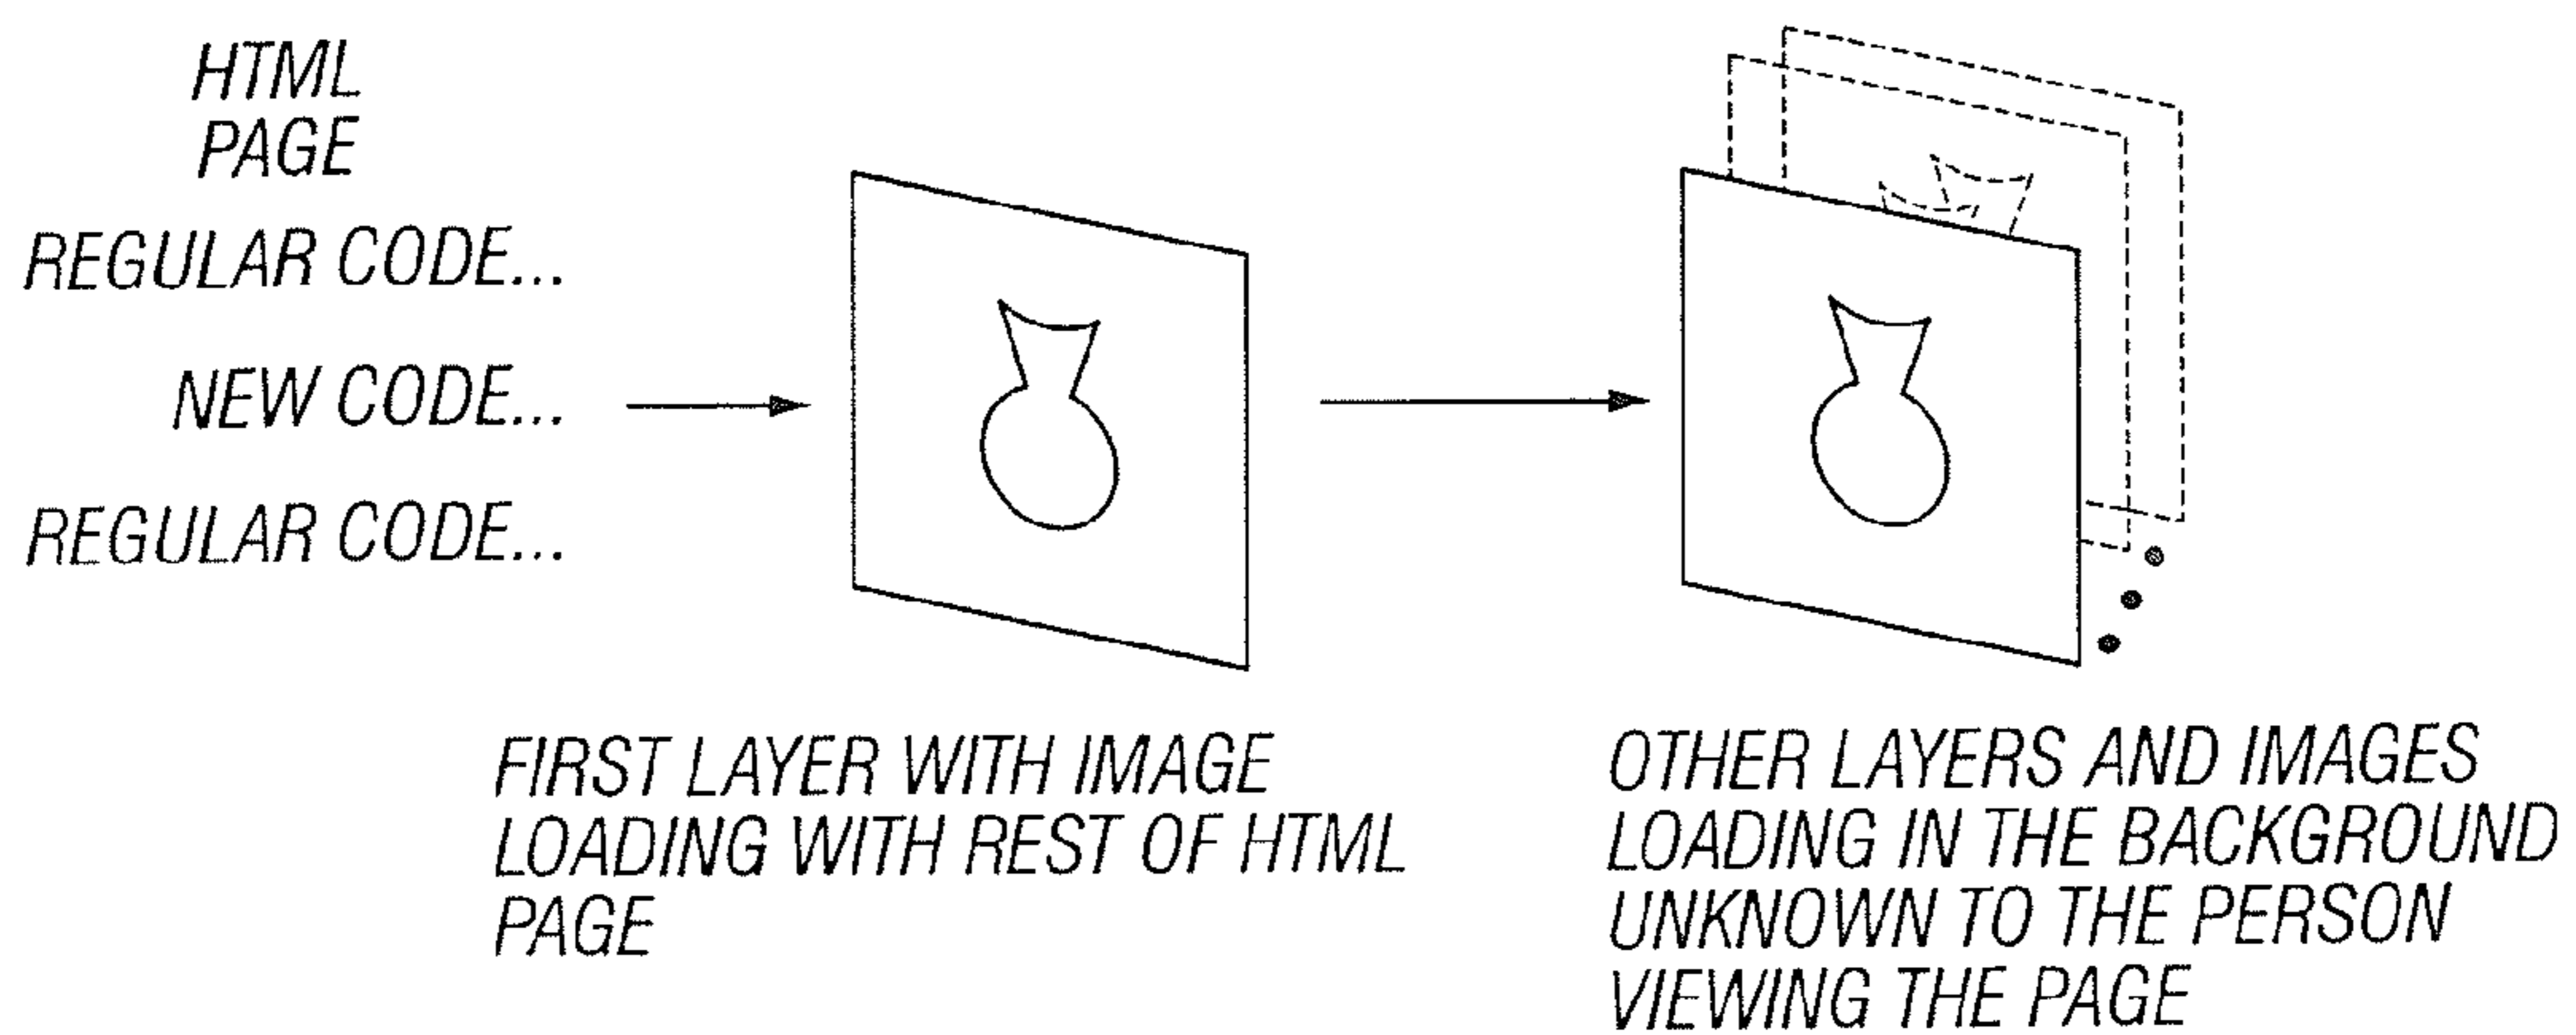 HTML
PAGE
REGULAR CODE...
NEW CODE...
REGULAR CODE...
FIRST LAYER WITH IMAGE
LOADING WITH REST OF HTML
PAGE
OTHER LAYERS AND IMAGES
LOADING IN THE BACKGROUND
UNKNOWN TO THE PERSON
VIEWING THE PAGE